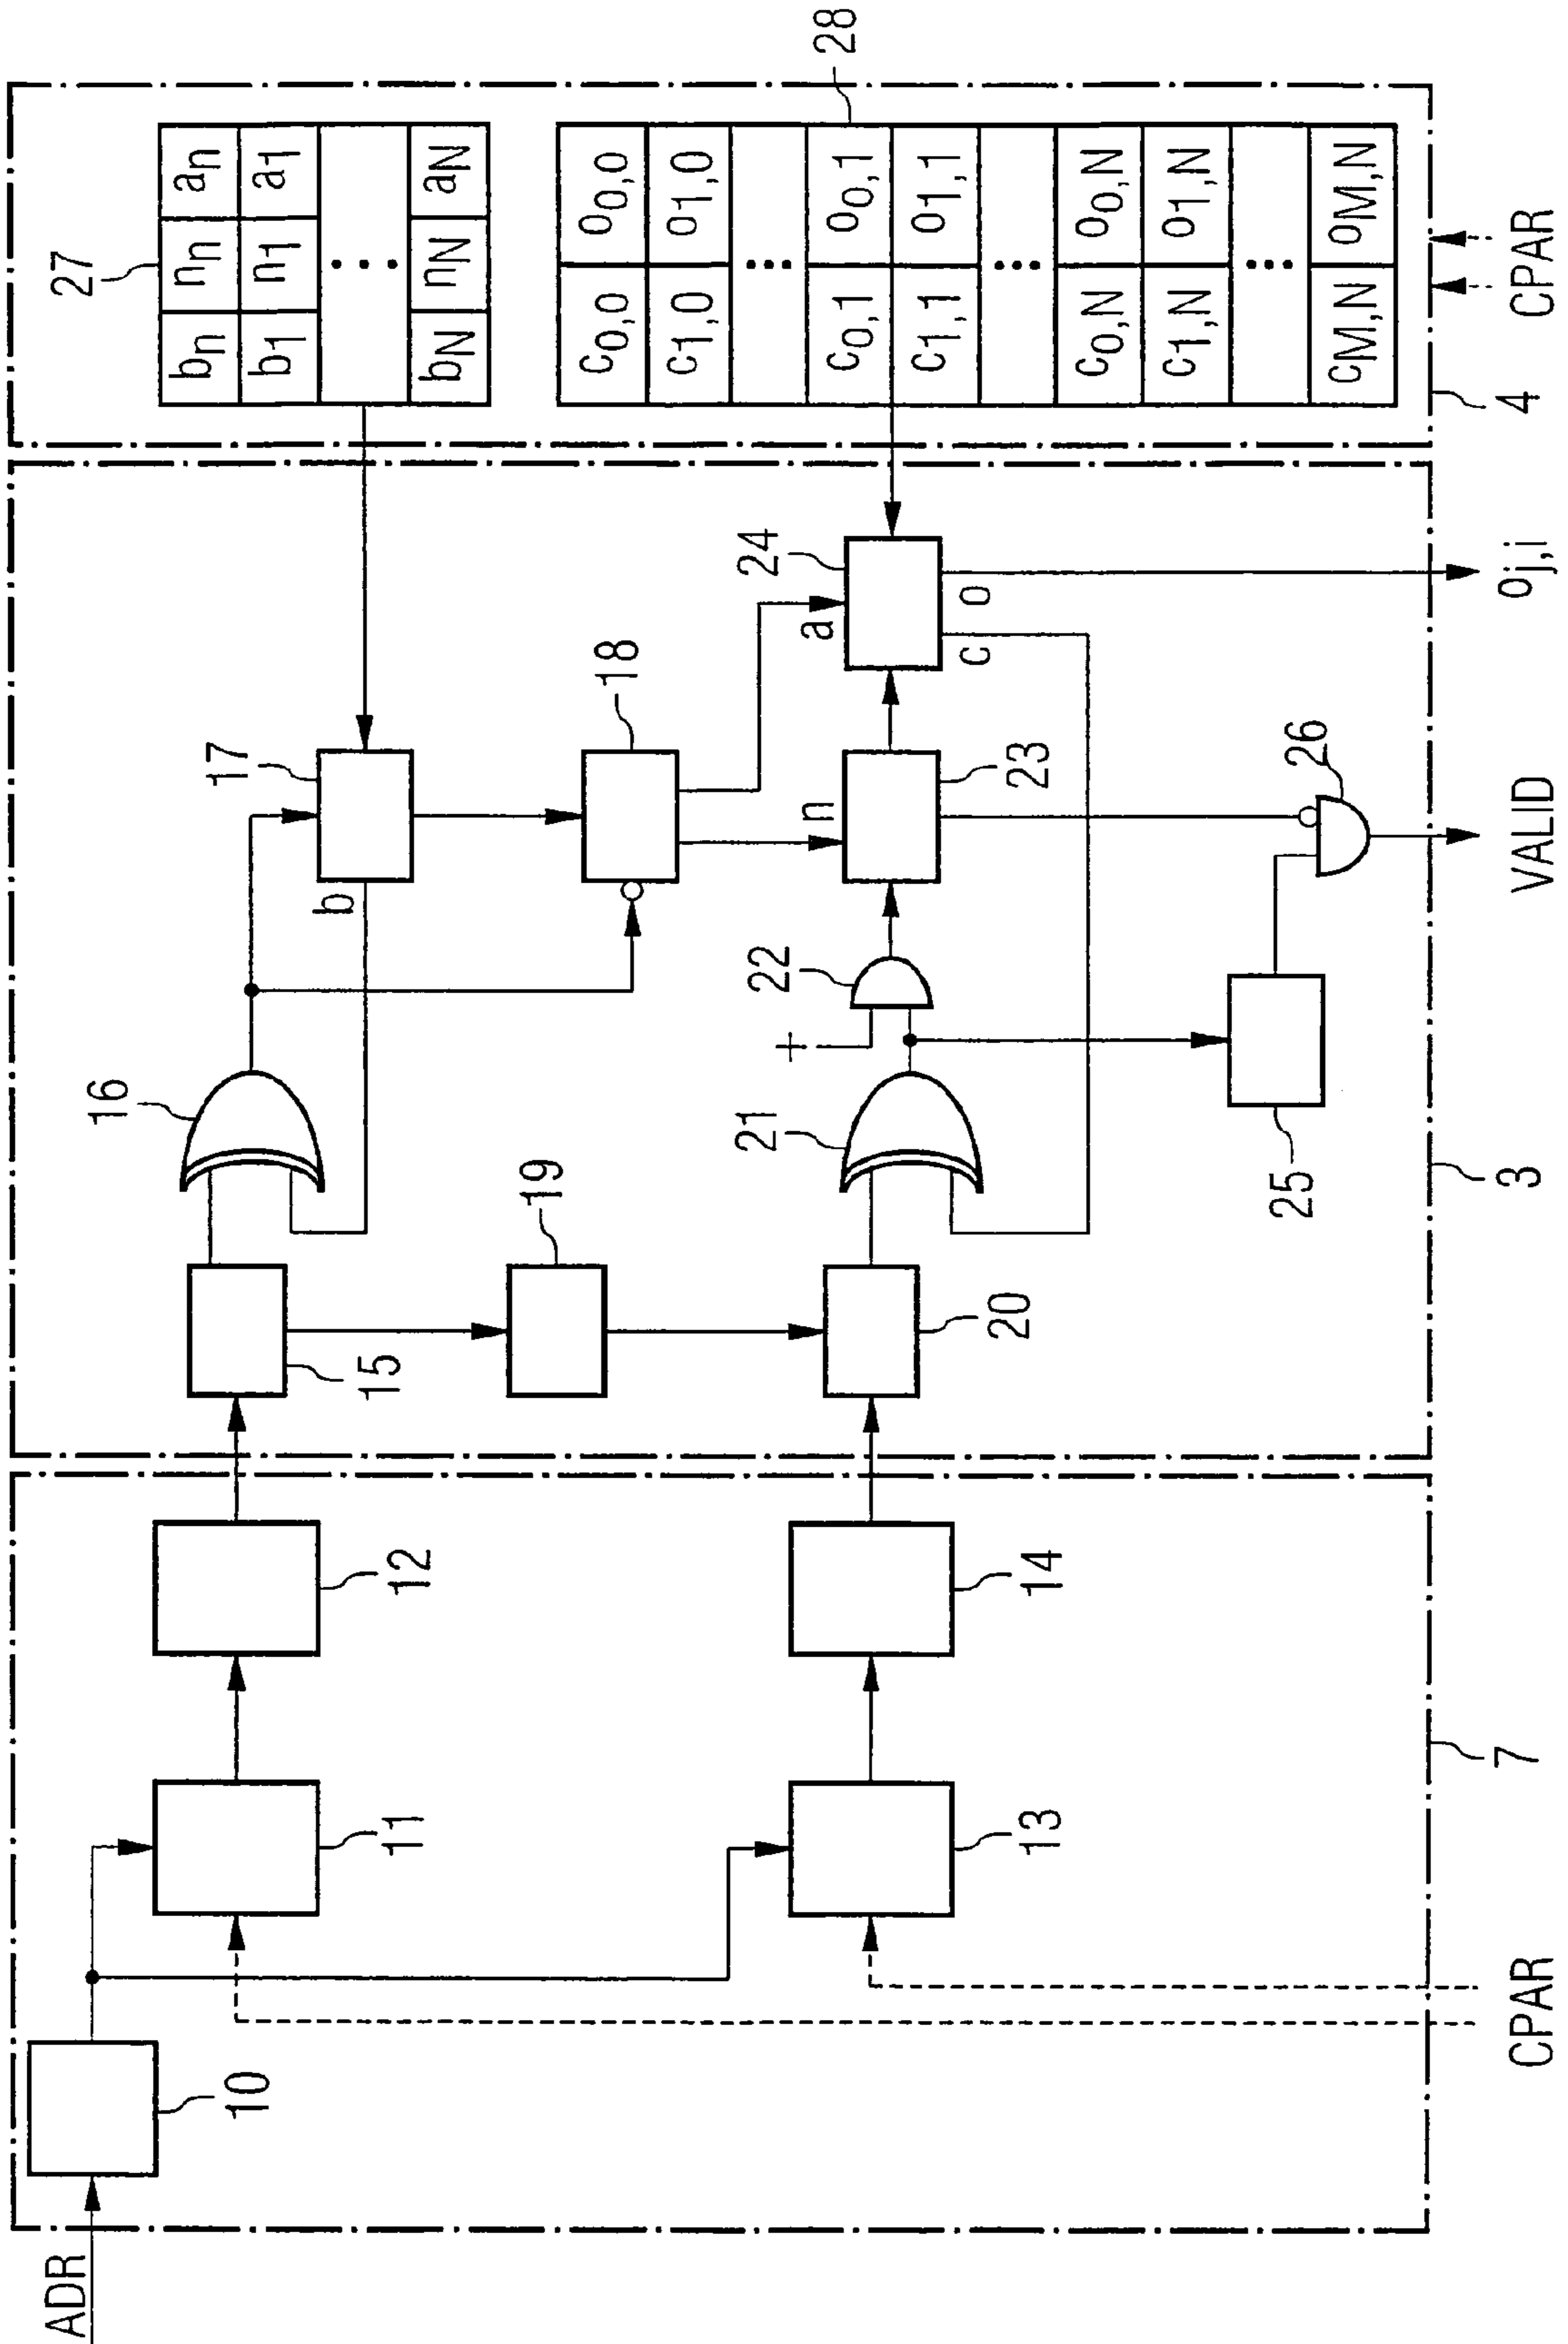 ADR
10
11
12
13
14
7
CPAR
15
16
17
b
18
19
20
21
22
+
n
23
24
a
c
o
25
26
3
VALID
oj,i
27
bn nn an
b1 n1 a1
...
bN nN aN
28
c0,0 o0,0
c1,0 o1,0
...
c0,1 o0,1
c1,1 o1,1
...
c0,N o0,N
c1,N o1,N
...
cM,N oM,N
4
CPAR